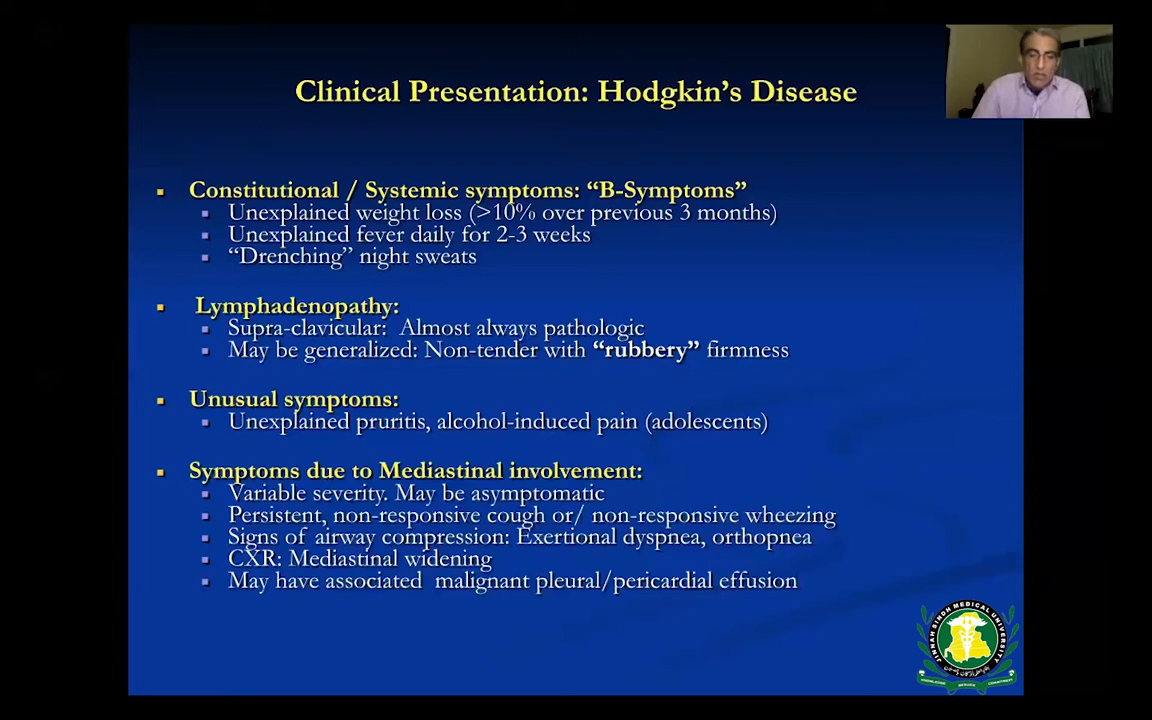 Clinical Presentation: Hodgkin’s Disease
Constitutional / Systemic symptoms: “B-Symptoms”
Unexplained weight loss (>10% over previous 3 months)
Unexplained fever daily for 2-3 weeks
“Drenching” night sweats
Lymphadenopathy:
Supra-clavicular: Almost always pathologic
May be generalized: Non-tender with “rubbery” firmness
Unusual symptoms:
Unexplained pruritis, alcohol-induced pain (adolescents)
Symptoms due to Mediastinal involvement:
Variable severity. May be asymptomatic
Persistent, non-responsive cough or/ non-responsive wheezing
Signs of airway compression: Exertional dyspnea, orthopnea
CXR: Mediastinal widening
May have associated malignant pleural/pericardial effusion
JINNAH SINDH MEDICAL UNIVERSITY